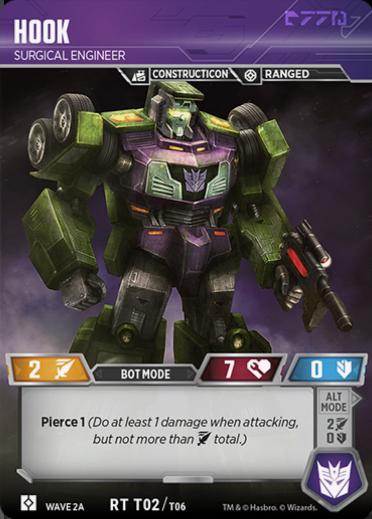 HOOK
SURGICAL ENGINEER
CONSTRUCTICON RANGED
2 BOT MODE 7 0
Pierce 1 (Do at least 1 damage when attacking,
but not more than total.)
ALT
MODE
2
0
WAVE 2A RT T02/T06 TM & © Hasbro. © Wizards.